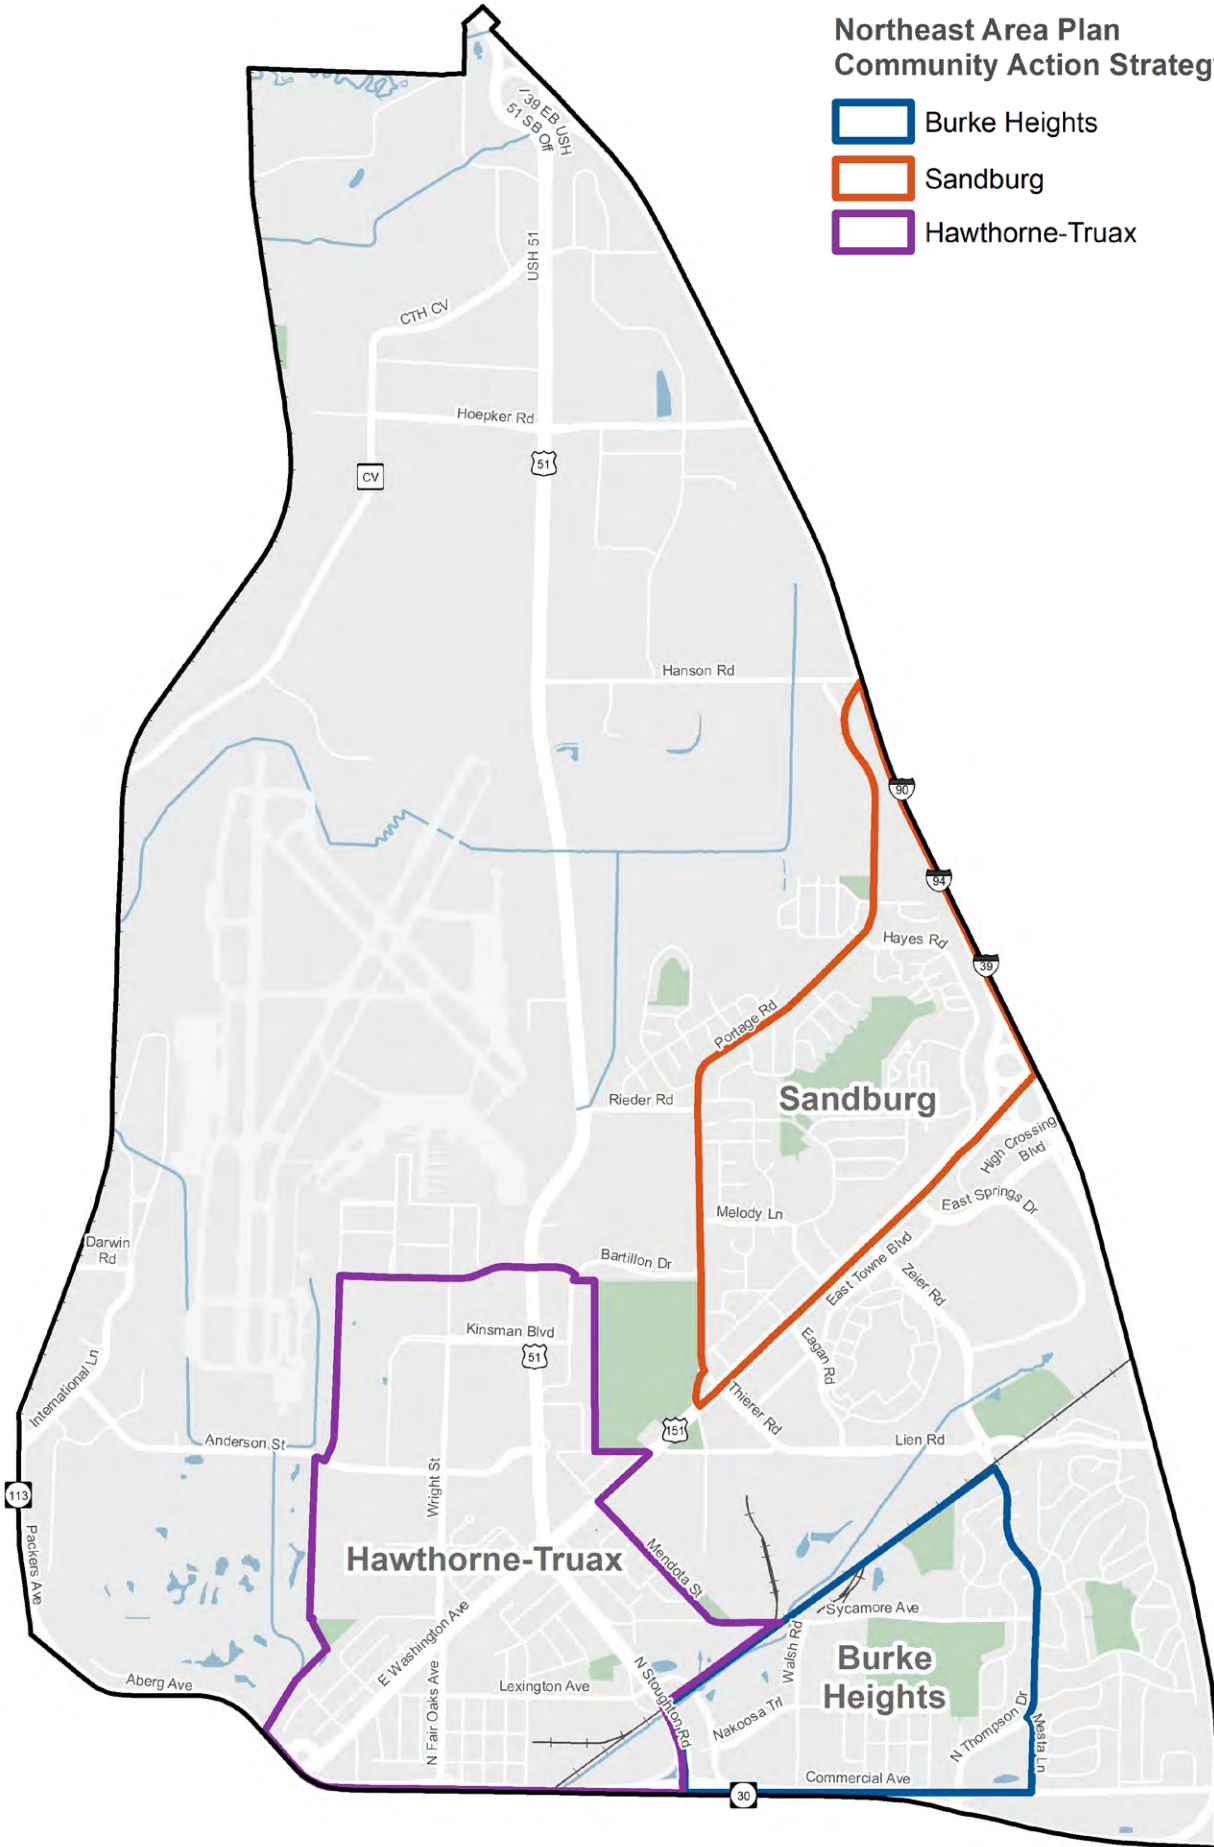 Northeast Area Plan
Community Action Strateg
Burke Heights
Sandburg
Hawthorne-Truax
39 EB USH
51 SB Off
USH 51
CTH CV
Hoepker Rd
51
CV
Hanson Rd
90
94
Hayes Rd
39
Portage Rd
Sandburg
Rieder Rd
High Crossing
Blvd
East Springs Dr
Melody Ln
Darwin
Rd
Bartillon Dr
East Towne Blvd
Zeier Rd
Kinsman Blvd
51
Eagan Rd
International Ln
Thierer Rd
151
Anderson St
Lien Rd
Wright St
113
Packers Ave
Hawthorne-Truax
Mendota St
Sycamore Ave
E Washington Ave
Walsh Rd
Burke
Heights
Aberg Ave
N Fair Oaks Ave
Lexington Ave
N Stoughton Rd
Nakoosa Trl
N Thompson Dr
Mesta Ln
Commercial Ave
30